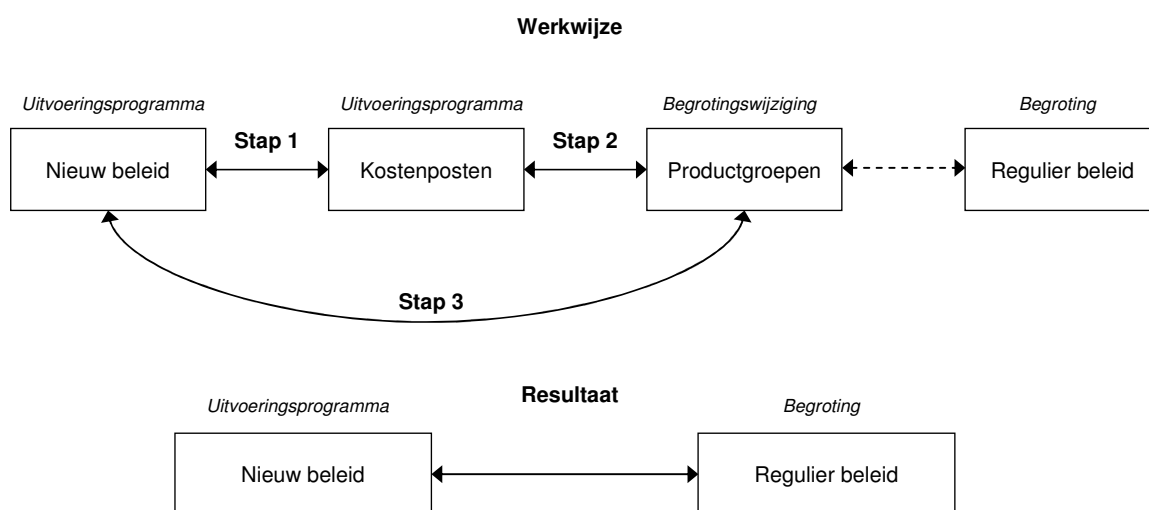 Werkwijze
Uitvoeringsprogramma
Uitvoeringsprogramma
Begrotingswijziging
Begroting
Nieuw beleid
Stap 1
Kostenposten
Stap 2
Productgroepen
Regulier beleid
Stap 3
Resultaat
Uitvoeringsprogramma
Begroting
Nieuw beleid
Regulier beleid